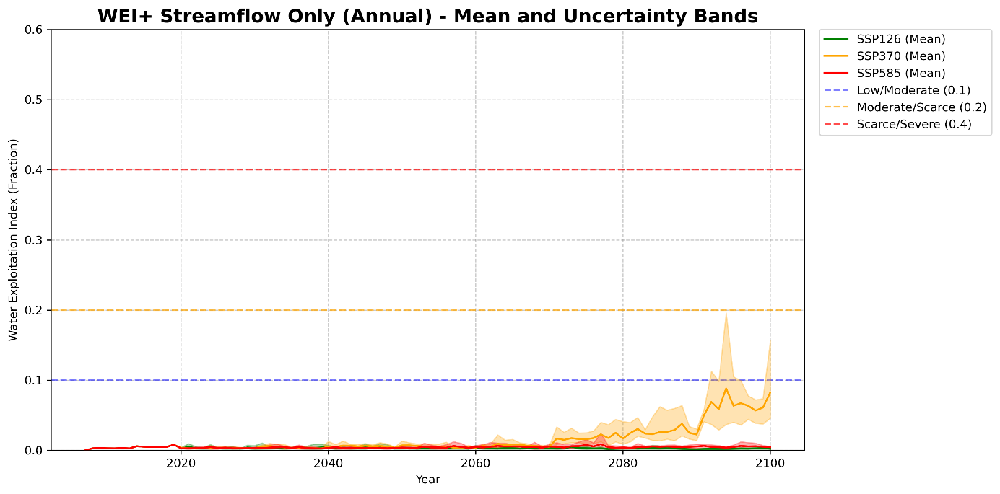 WEI+ Streamflow Only (Annual) - Mean and Uncertainty Bands
Water Exploitation Index (Fraction)
0.6
0.5
0.4
0.3
0.2
0.1
0.0
2020
2040
2060
2080
2100
Year
SSP126 (Mean)
SSP370 (Mean)
SSP585 (Mean)
Low/Moderate (0.1)
Moderate/Scarce (0.2)
Scarce/Severe (0.4)